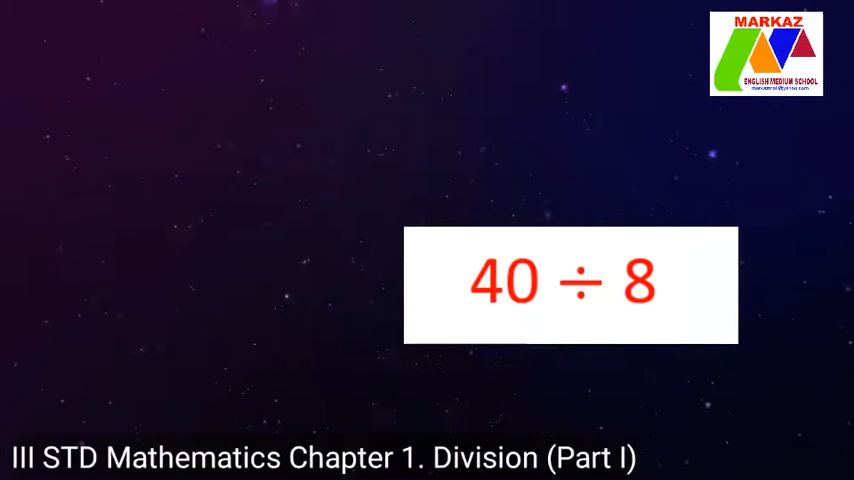 MARKAZ
ENGLISH MEDIUM SCHOOL
40 ÷ 8
III STD Mathematics Chapter 1. Division (Part I)